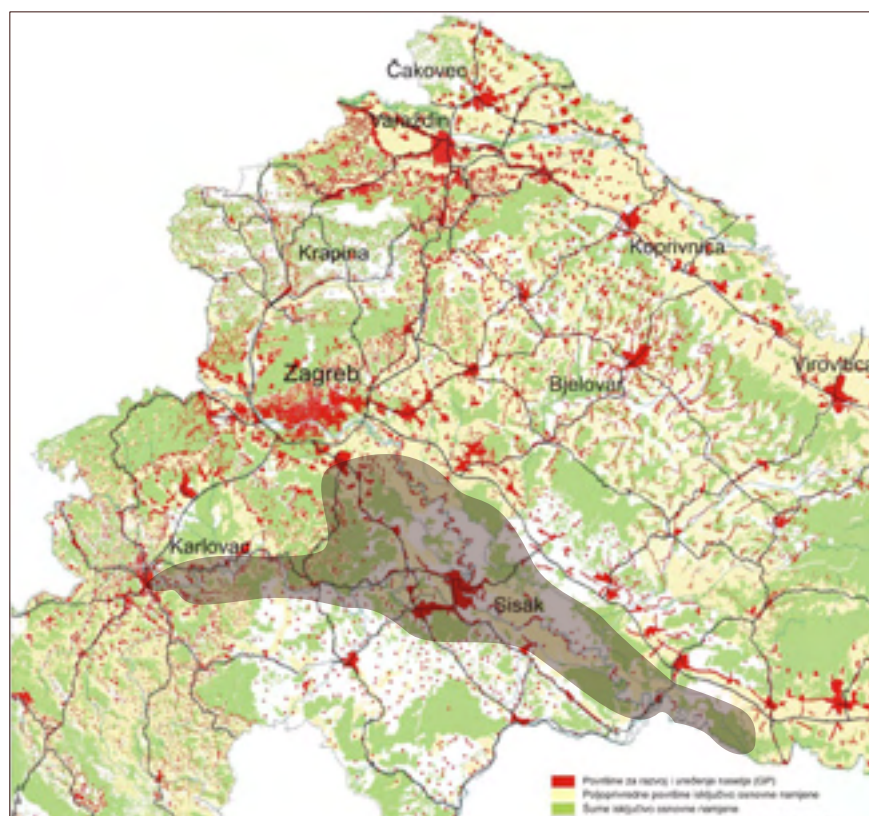 Čakovec
Varaždin
Krapina
Koprivnica
Zagreb
Bjelovar
Virovitica
Karlovac
Sisak
Površine za razvoj i uređenje naselja (GP)
Poljoprivredne površine isključivo osnovne namjene
Šume isključivo osnovne namjene